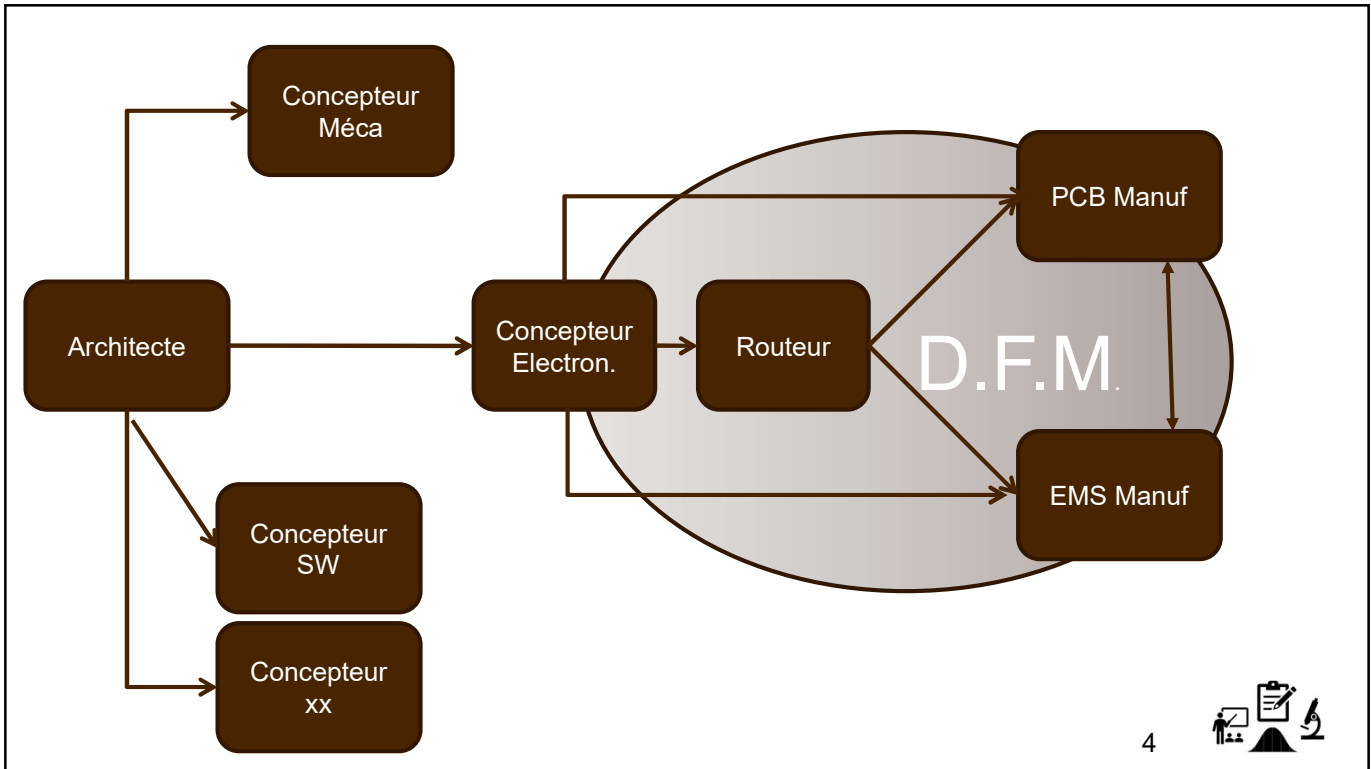 Concepteur
Méca
PCB Manuf
Architecte
Concepteur
Electron.
Routeur
D.F.M.
EMS Manuf
Concepteur
SW
Concepteur
xx
4